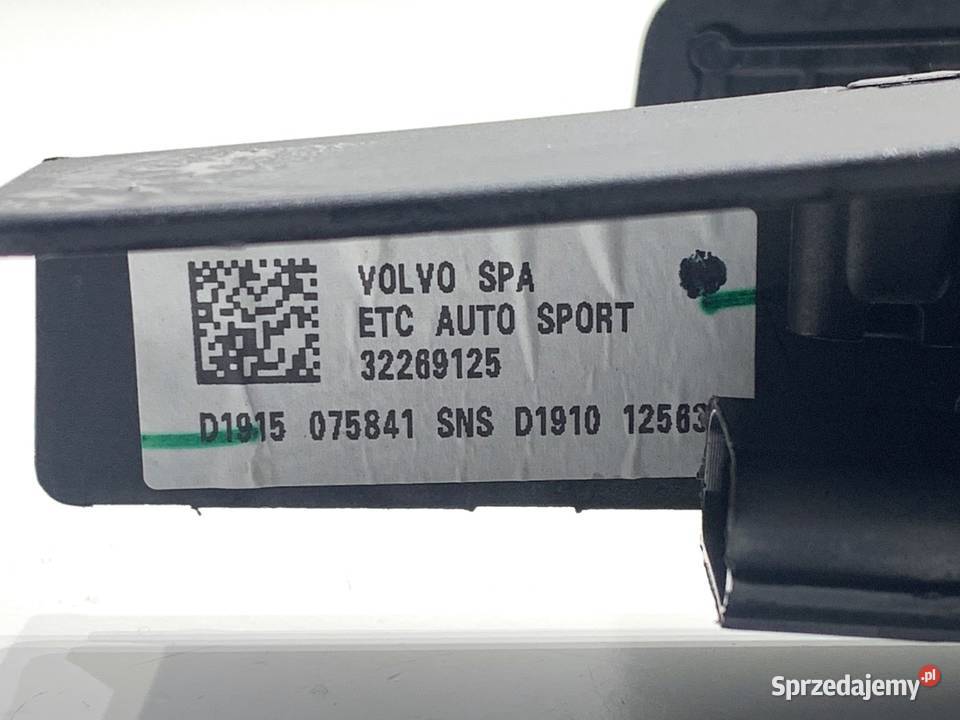 VOLVO SPA
ETC AUTO SPORT
32269125
D1915 075841 SNS D1910 12563
Sprzedajemy.pl